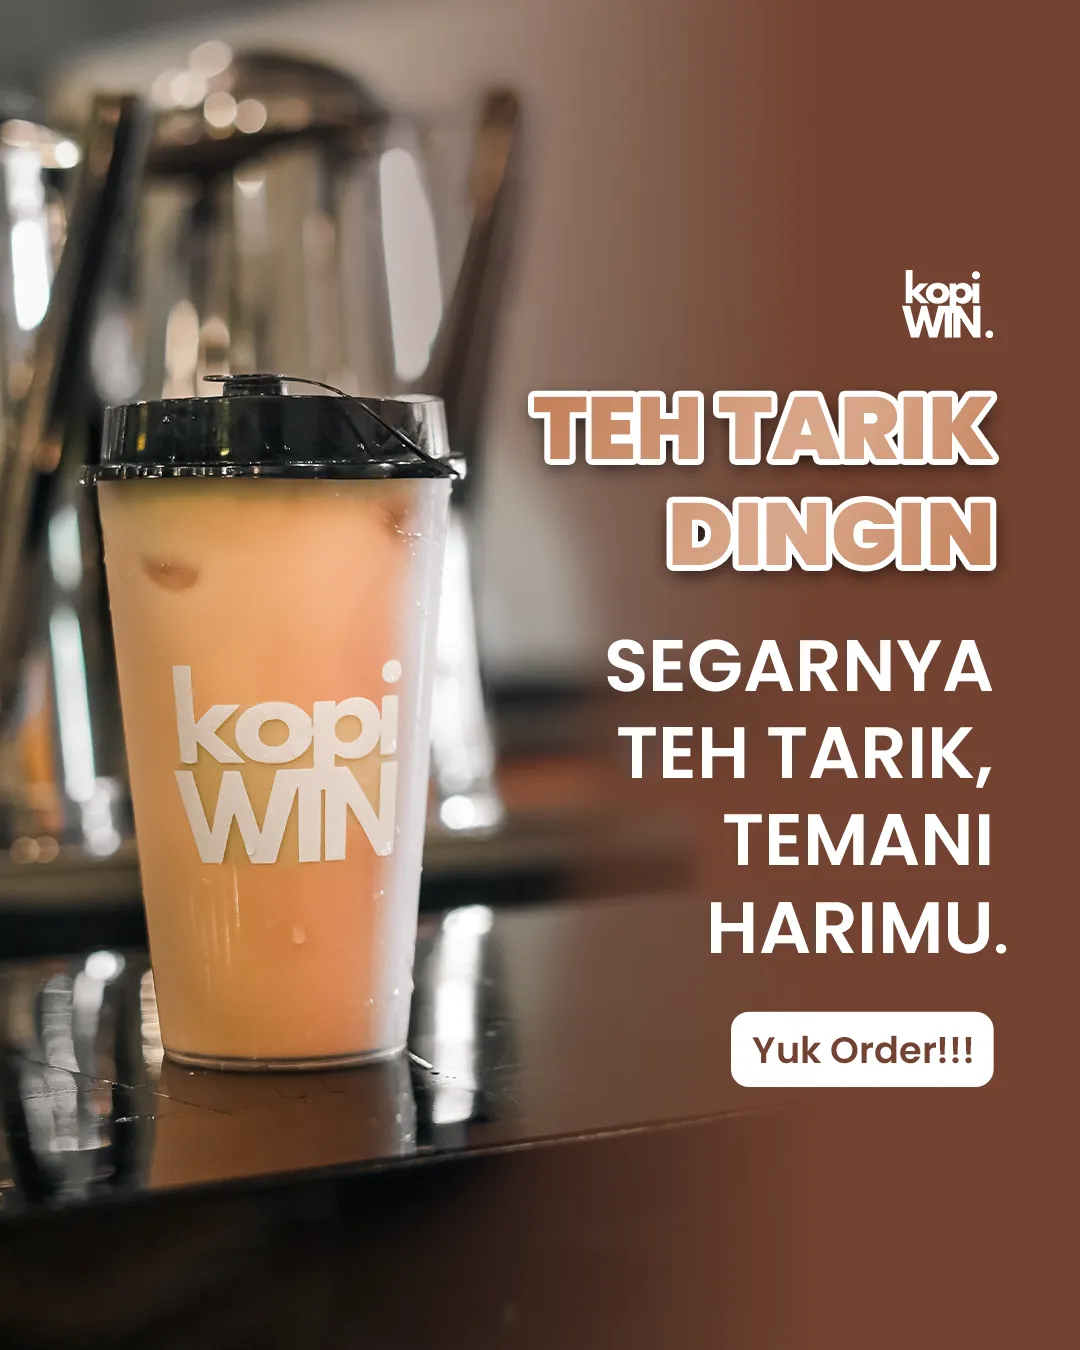 kopi
WIN.
TEH TARIK
DINGIN
SEGARNYA
TEH TARIK,
TEMANI
HARIMU.
Yuk Order!!!
kopi
WIN